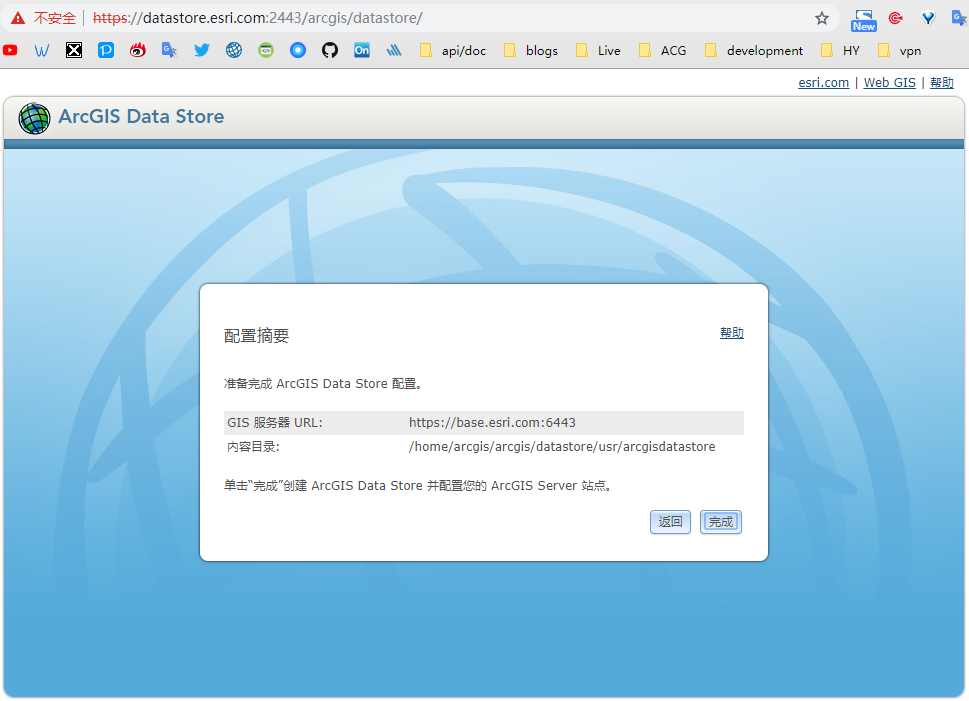 不安全 | https://datastore.esri.com:2443/arcgis/datastore/
New
api/doc blogs Live ACG development HY vpn
esri.com | Web GIS | 帮助
ArcGIS Data Store
配置摘要 帮助
准备完成 ArcGIS Data Store 配置。
GIS 服务器 URL: https://base.esri.com:6443
内容目录: /home/arcgis/arcgis/datastore/usr/arcgisdatastore
单击“完成”创建 ArcGIS Data Store 并配置您的 ArcGIS Server 站点。
返回 完成